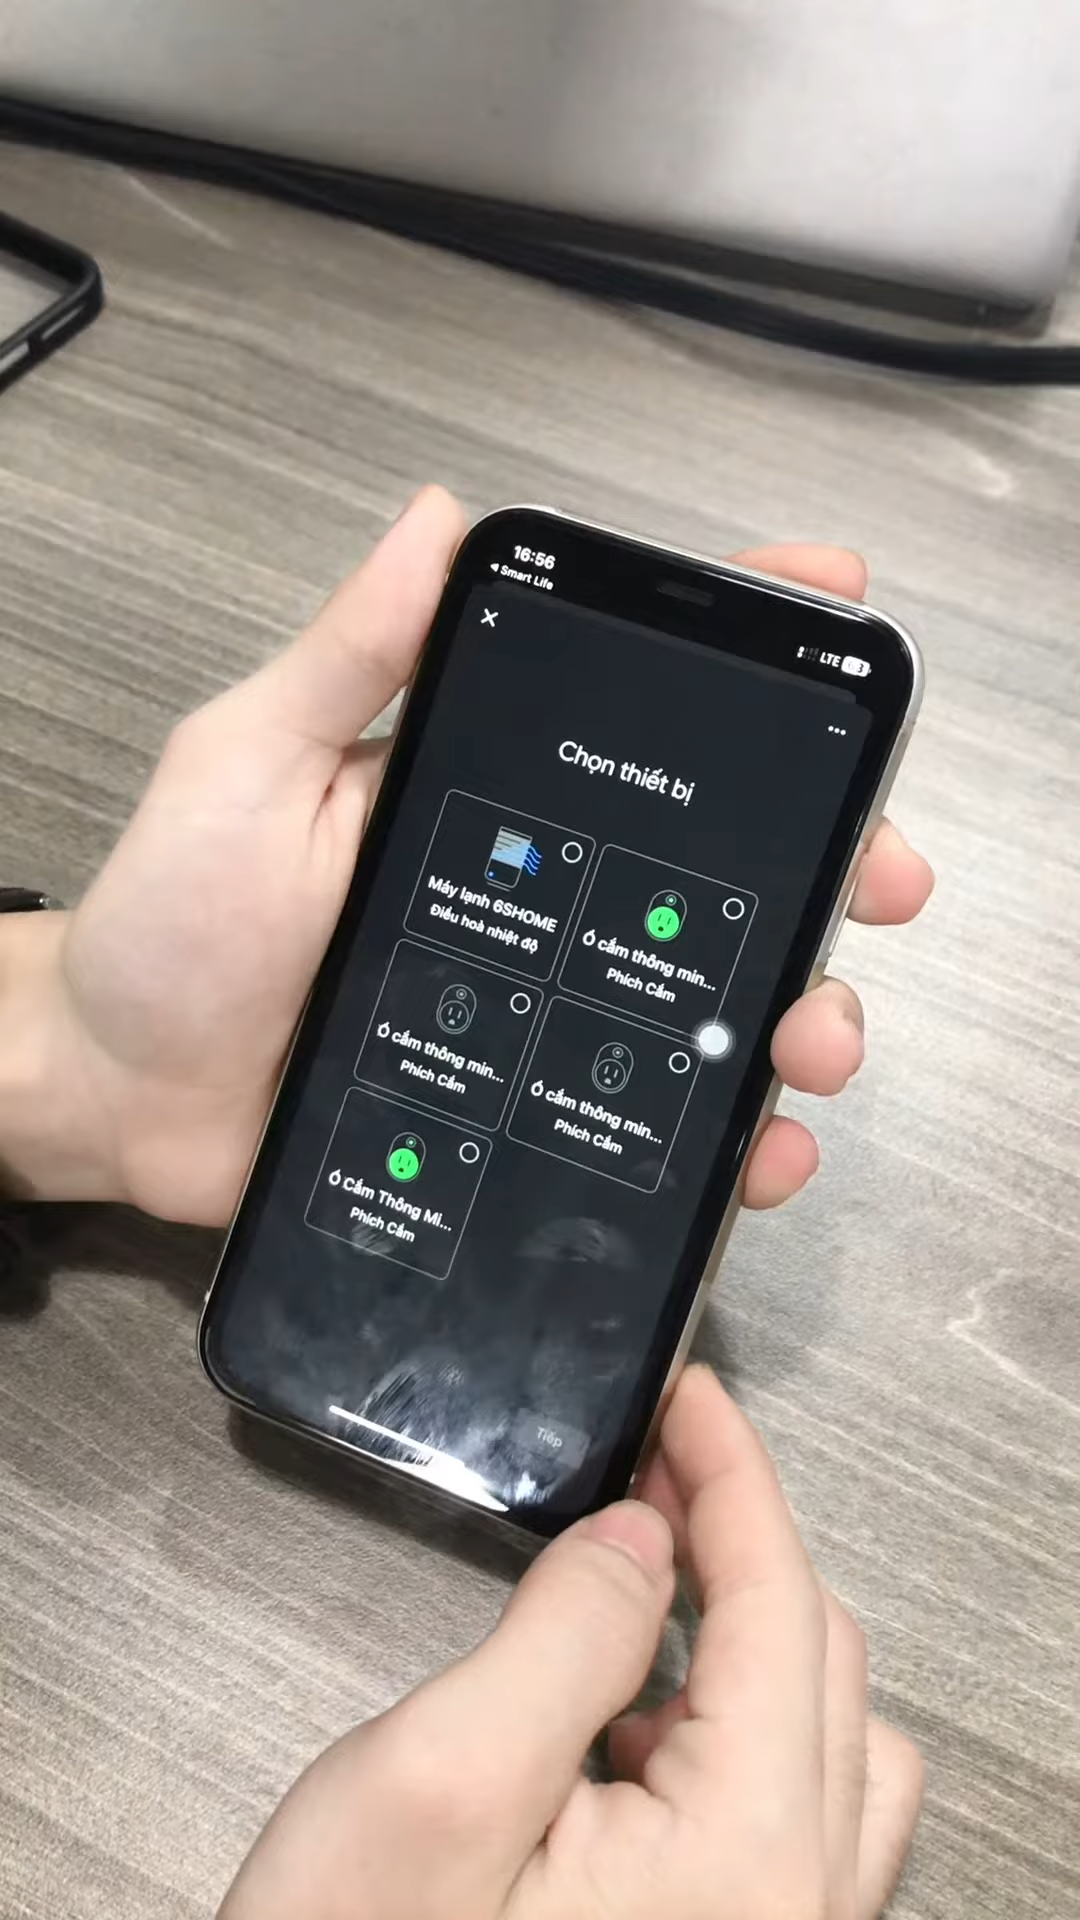 16:56
◀ Smart Life
LTE
Chọn thiết bị
Máy lạnh 6SHOME
Điều hoà nhiệt độ
Ổ cắm thông min...
Phích Cắm
Ổ cắm thông min...
Phích Cắm
Ổ cắm thông min...
Phích Cắm
Ổ Cắm Thông Mi...
Phích Cắm
Tiếp